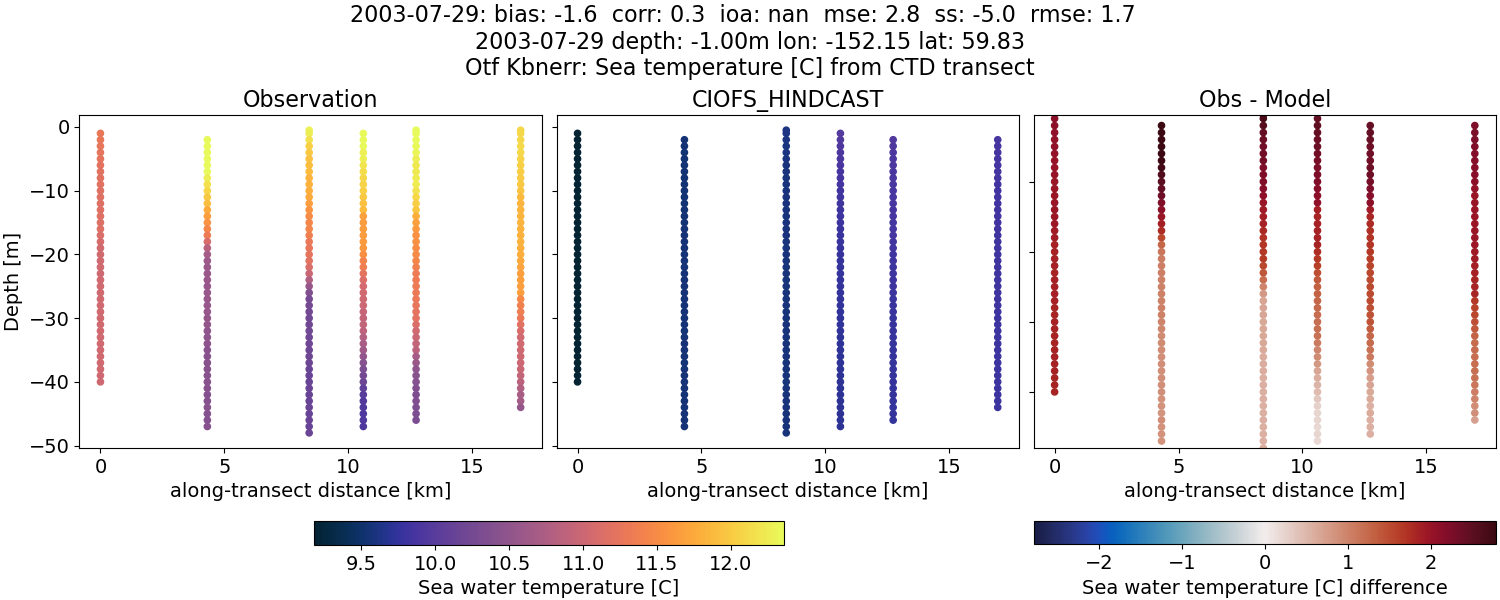 2003-07-29: bias: -1.6  corr: 0.3  ioa: nan  mse: 2.8  ss: -5.0  rmse: 1.7
2003-07-29 depth: -1.00m lon: -152.15 lat: 59.83
Otf Kbnerr: Sea temperature [C] from CTD transect
Observation
CIOFS_HINDCAST
Obs - Model
Depth [m]
0
−10
−20
−30
−40
−50
0 5 10 15
0 5 10 15
0 5 10 15
along-transect distance [km]
along-transect distance [km]
along-transect distance [km]
9.5 10.0 10.5 11.0 11.5 12.0
Sea water temperature [C]
−2 −1 0 1 2
Sea water temperature [C] difference